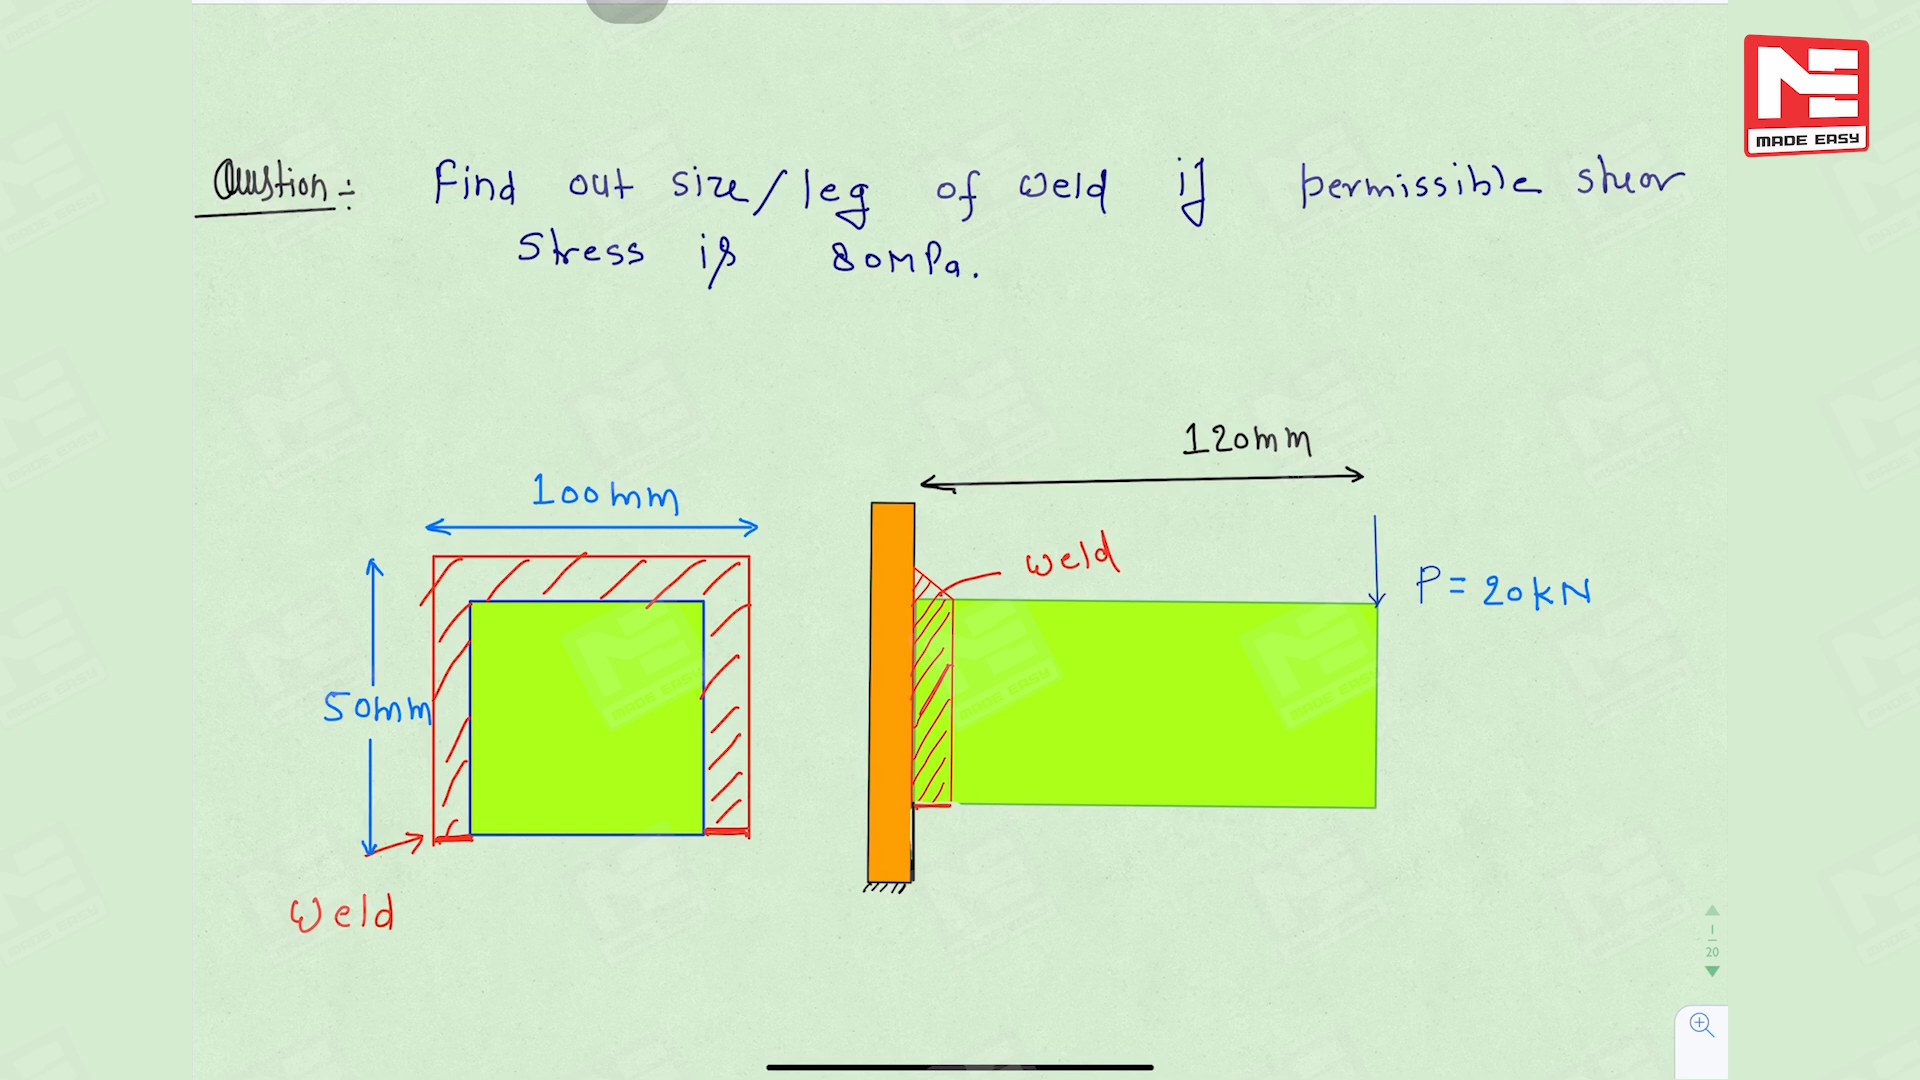 MADE EASY
Question :- Find out size/leg of weld if permissible shear
Stress is 80MPa.
120mm
100mm
weld
P = 20kN
50mm
Weld
1
20